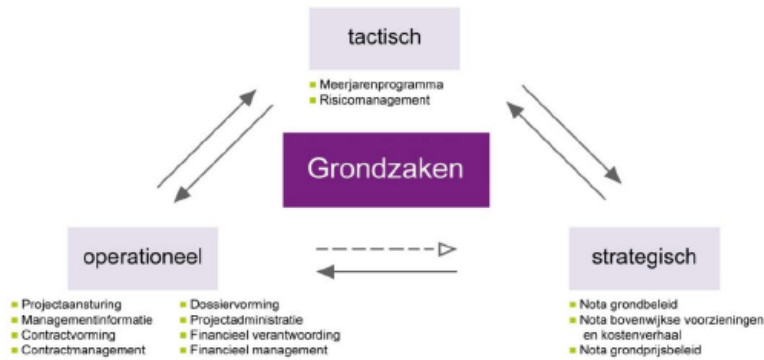 tactisch
Meerjarenprogramma
Risicomanagement
Grondzaken
operationeel
Projectaansturing
Managementinformatie
Contractvorming
Contractmanagement
Dossiervorming
Projectadministratie
Financieel verantwoording
Financieel management
strategisch
Nota grondbeleid
Nota bovenwijkse voorzieningen
en kostenverhaal
Nota grondprijsbeleid